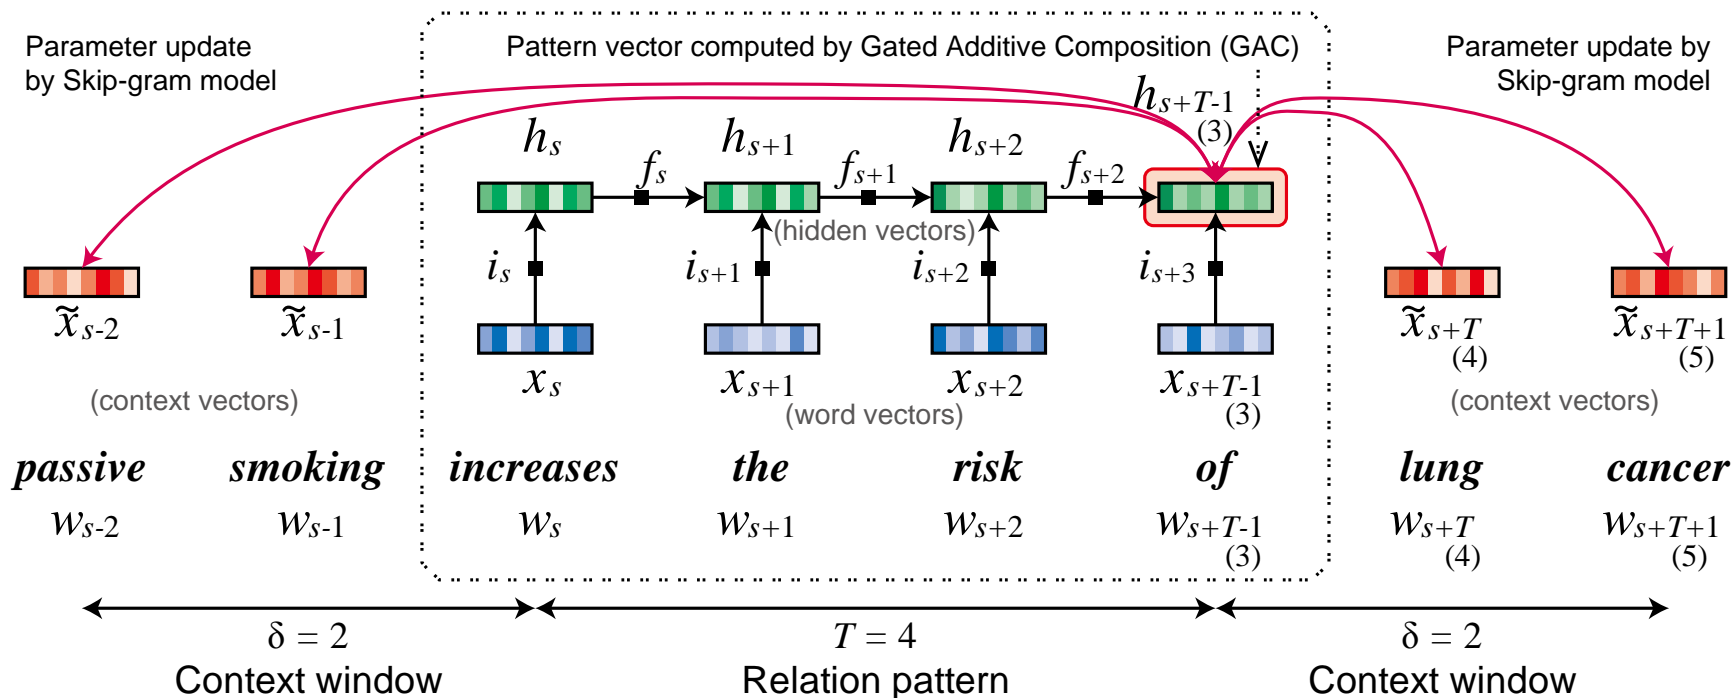 Parameter update
by Skip-gram model
Pattern vector computed by Gated Additive Composition (GAC)
Parameter update by
Skip-gram model
h_s h_{s+1} h_{s+2} h_{s+T-1}
(3)
f_s f_{s+1} f_{s+2}
(hidden vectors)
i_s i_{s+1} i_{s+2} i_{s+3}
x̃_{s-2} x̃_{s-1} x̃_{s+T} x̃_{s+T+1}
(4) (5)
x_s x_{s+1} x_{s+2} x_{s+T-1}
(3)
(context vectors) (word vectors) (context vectors)
passive smoking increases the risk of lung cancer
w_{s-2} w_{s-1} w_s w_{s+1} w_{s+2} w_{s+T-1} w_{s+T} w_{s+T+1}
(3) (4) (5)
δ = 2 T = 4 δ = 2
Context window Relation pattern Context window